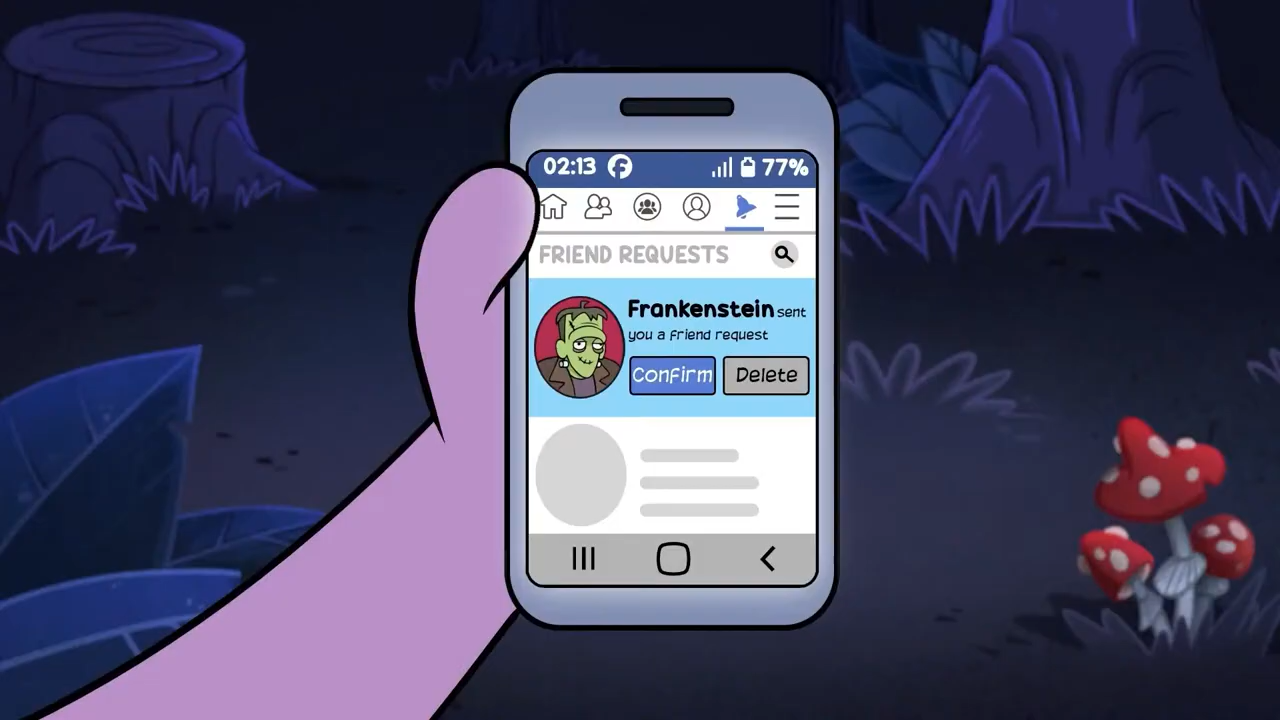 02:13 77%
FRIEND REQUESTS
Frankenstein sent
you a friend request
Confirm Delete